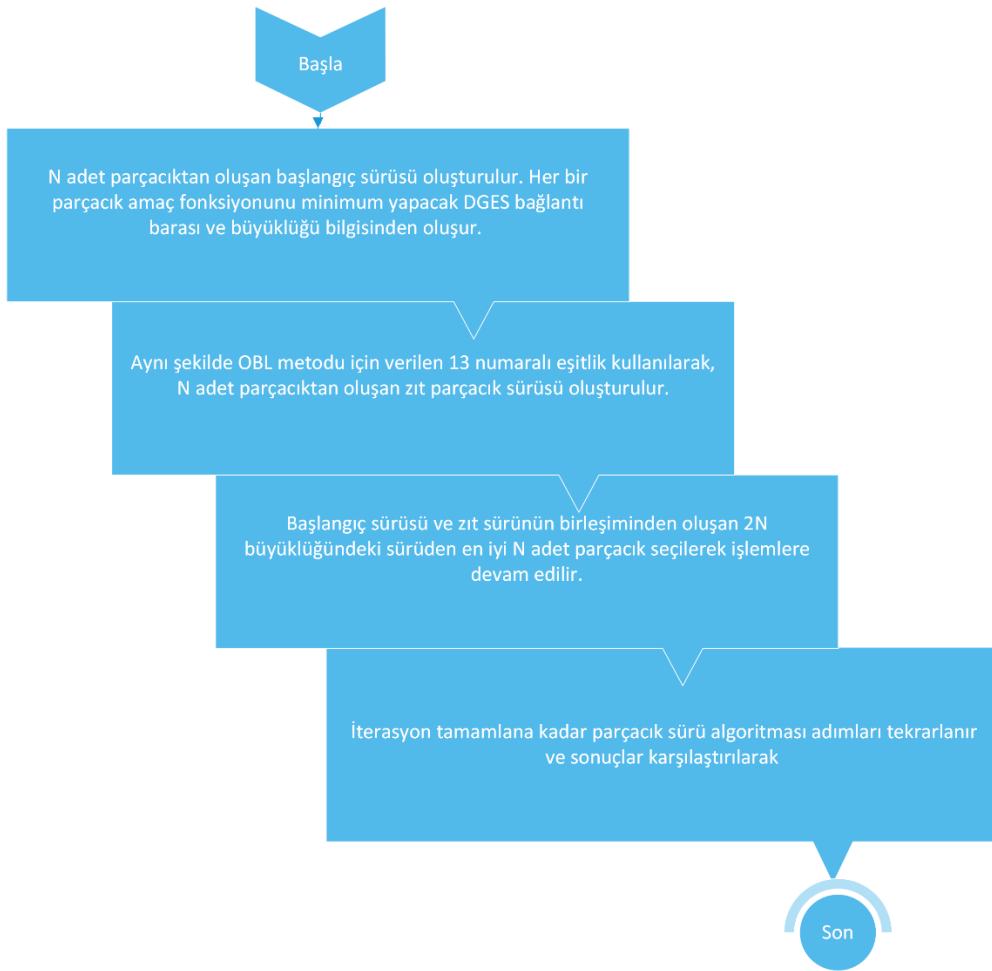 Başla
N adet parçacıktan oluşan başlangıç sürüsü oluşturulur. Her bir
parçacık amaç fonksiyonunu minimum yapacak DGES bağlantı
barası ve büyüklüğü bilgisinden oluşur.
Aynı şekilde OBL metodu için verilen 13 numaralı eşitlik kullanılarak,
N adet parçacıktan oluşan zıt parçacık sürüsü oluşturulur.
Başlangıç sürüsü ve zıt sürünün birleşiminden oluşan 2N
büyüklüğündeki sürüden en iyi N adet parçacık seçilerek işlemlere
devam edilir.
İterasyon tamamlana kadar parçacık sürü algoritması adımları tekrarlanır
ve sonuçlar karşılaştırılarak
Son